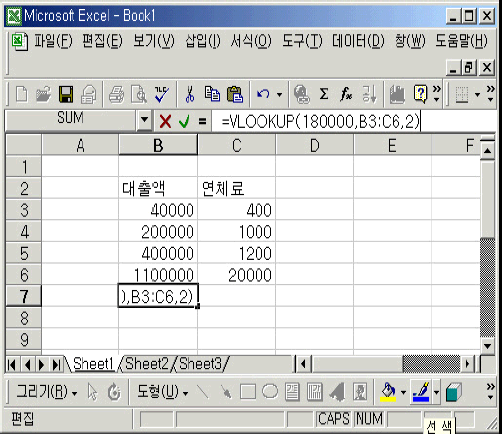 Microsoft Excel - Book1
파일(F) 편집(E) 보기(V) 삽입(I) 서식(O) 도구(T) 데이터(D) 창(W) 도움말(H)
SUM =VLOOKUP(180000,B3:C6,2)
A B C D E F
1
2 대출액 연체료
3 40000 400
4 200000 1000
5 400000 1200
6 1100000 20000
7 ),B3:C6,2)
8
9
Sheet1 Sheet2 Sheet3
그리기(R) 도형(U)
편집 CAPS NUM
선 색